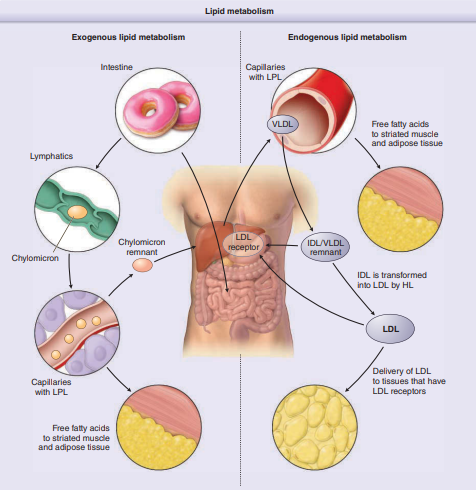 Lipid metabolism
Exogenous lipid metabolism
Endogenous lipid metabolism
Intestine
Capillaries
with LPL
VLDL
Free fatty acids
to striated muscle
and adipose tissue
Lymphatics
Chylomicron
Chylomicron
remnant
LDL
receptor
IDL/VLDL
remnant
IDL is transformed
into LDL by HL
LDL
Capillaries
with LPL
Delivery of LDL
to tissues that have
LDL receptors
Free fatty acids
to striated muscle
and adipose tissue